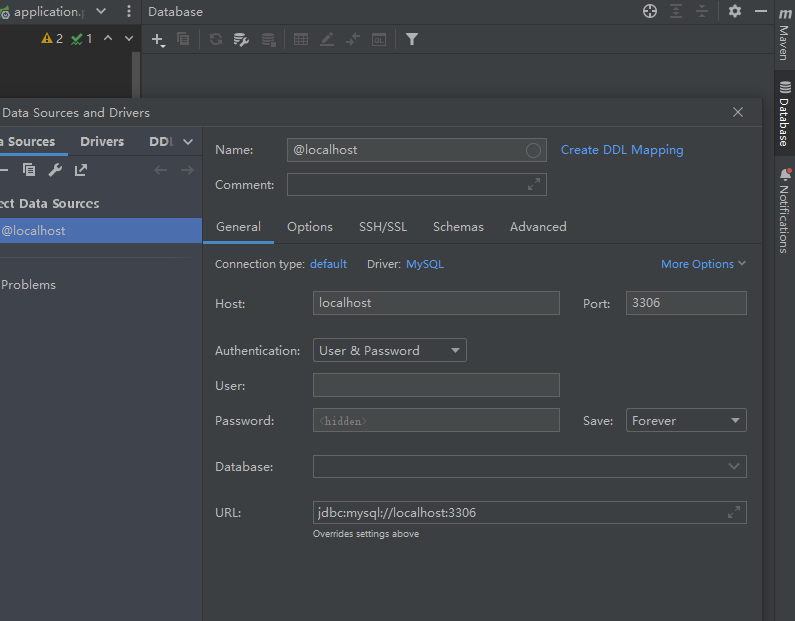 application.
Database
2 1
Maven
Database
Notifications
Data Sources and Drivers
a Sources Drivers DDL
ect Data Sources
@localhost
Problems
Name: @localhost Create DDL Mapping
Comment:
General Options SSH/SSL Schemas Advanced
Connection type: default Driver: MySQL More Options
Host: localhost Port: 3306
Authentication: User & Password
User:
Password: <hidden> Save: Forever
Database:
URL: jdbc:mysql://localhost:3306
Overrides settings above